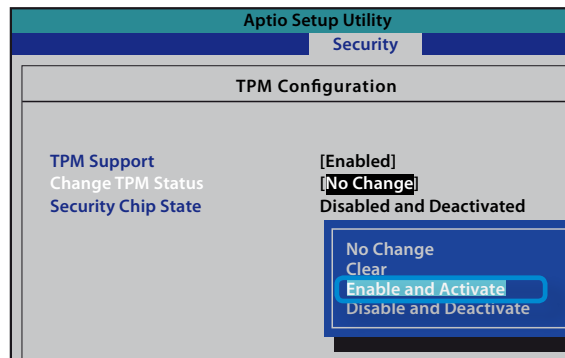 Aptio Setup Utility
Security
TPM Configuration
TPM Support [Enabled]
Change TPM Status [No Change]
Security Chip State Disabled and Deactivated
No Change
Clear
Enable and Activate
Disable and Deactivate